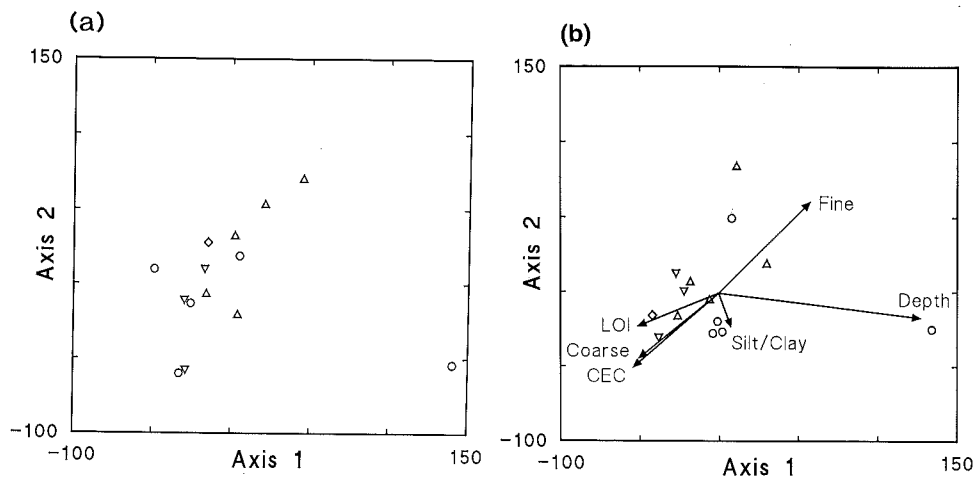 (a)
150
Axis 2
-100
-100
Axis 1
150
(b)
150
Axis 2
Fine
Depth
LOI
Silt/Clay
Coarse
CEC
-100
-100
Axis 1
150